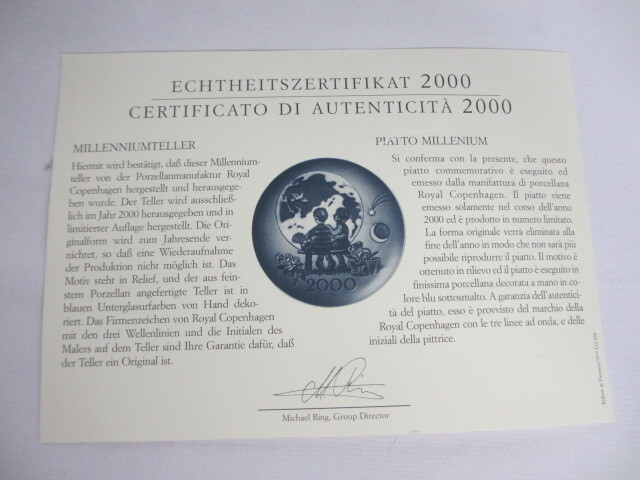 ECHTHEITSZERTIFIKAT 2000
CERTIFICATO DI AUTENTICITÀ 2000
MILLENNIUMTELLER
Hiermit wird bestätigt, daß dieser Millennium-
teller von der Porzellanmanufaktur Royal
Copenhagen hergestellt und herausgege-
ben wurde. Der Teller wird ausschließ-
lich im Jahr 2000 herausgegeben und in
limitierter Auflage hergestellt. Die Ori-
ginalform wird zum Jahresende ver-
nichtet, so daß eine Wiederaufnahme
der Produktion nicht möglich ist. Das
Motiv steht in Relief, und der aus fein-
stem Porzellan angefertigte Teller ist in
blauen Unterglasurfarben von Hand deko-
riert. Das Firmenzeichen von Royal Copenhagen
mit den drei Wellenlinien und die Initialen des
Malers auf dem Teller sind Ihre Garantie dafür, daß
der Teller ein Original ist.
2000
PIATTO MILLENIUM
Si conferma con la presente, che questo
piatto commemorativo è eseguito ed
emesso dalla manifattura di porcellana
Royal Copenhagen. Il piatto viene
emesso solamente nel corso dell'anno
2000 ed è prodotto in numero limitato.
La forma originale verrà eliminata alla
fine dell'anno in modo che non sarà più
possibile riprodurre il piatto. Il motivo è
ottenuto in rilievo ed il piatto è eseguito in
finissima porcellana decorata a mano in co-
lore blu sottosmalto. A garanzia dell'autentici-
tà del piatto, esso è provvisto del marchio della
Royal Copenhagen con le tre linee ad onda, e delle
iniziali della pittrice.
Michael Ring, Group Director